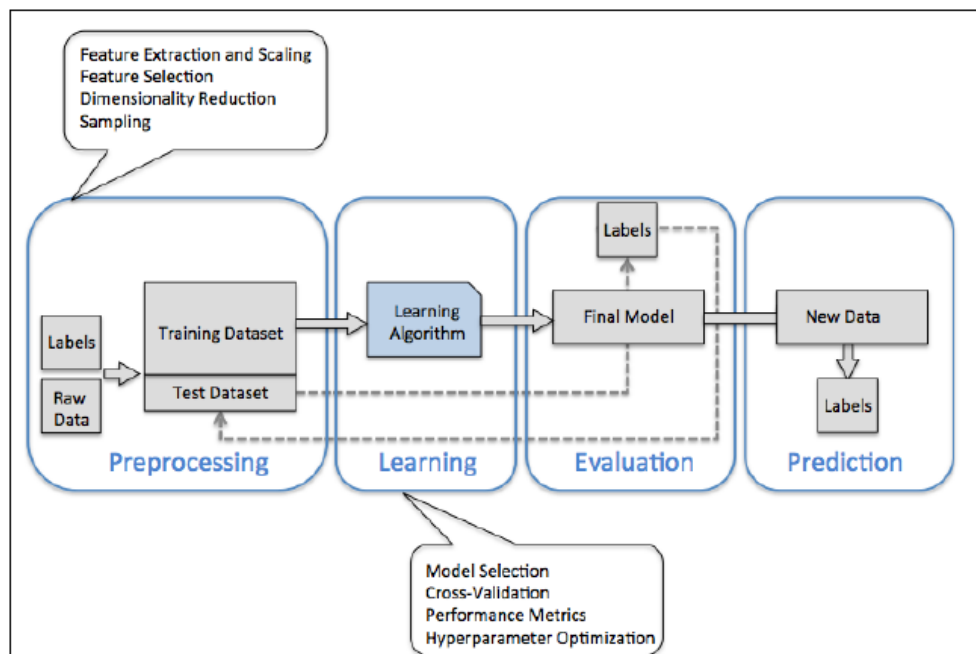 Feature Extraction and Scaling
Feature Selection
Dimensionality Reduction
Sampling
Labels
Raw
Data
Training Dataset
Test Dataset
Preprocessing
Learning
Algorithm
Learning
Labels
Final Model
Evaluation
New Data
Labels
Prediction
Model Selection
Cross-Validation
Performance Metrics
Hyperparameter Optimization